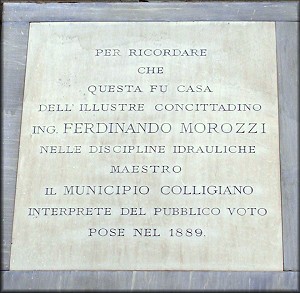 PER RICORDARE
CHE
QUESTA FU CASA
DELL'ILLUSTRE CONCITTADINO
ING. FERDINANDO MOROZZI
NELLE DISCIPLINE IDRAULICHE
MAESTRO
IL MUNICIPIO COLLIGIANO
INTERPRETE DEL PUBBLICO VOTO
POSE NEL 1889.